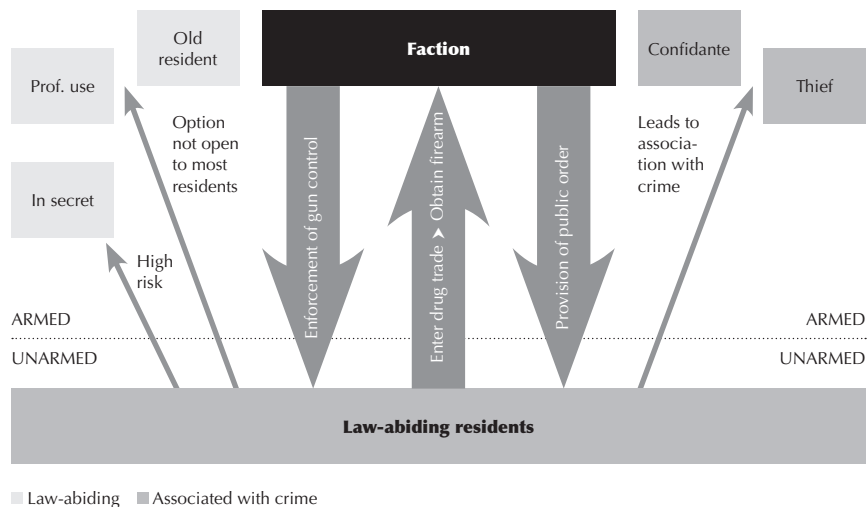 Old
resident
Faction
Confidante
Prof. use
Thief
Option
not open
to most
residents
Leads to
associa-
tion with
crime
In secret
High
risk
Enforcement of gun control
Enter drug trade ➤ Obtain firearm
Provision of public order
ARMED
ARMED
UNARMED
UNARMED
Law-abiding residents
Law-abiding
Associated with crime